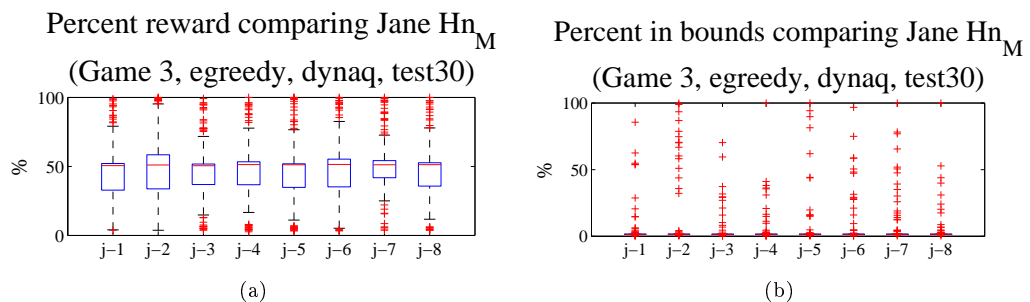 Percent reward comparing Jane Hn_M
(Game 3, egreedy, dynaq, test30)
100
50
0
%
j−1 j−2 j−3 j−4 j−5 j−6 j−7 j−8
(a)
Percent in bounds comparing Jane Hn_M
(Game 3, egreedy, dynaq, test30)
100
50
0
%
j−1 j−2 j−3 j−4 j−5 j−6 j−7 j−8
(b)